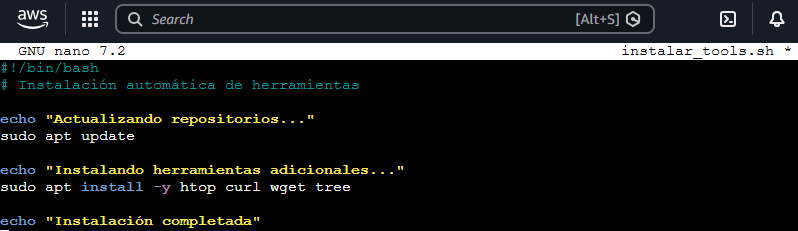 aws
Search [Alt+S]
GNU nano 7.2 instalar_tools.sh *
#!/bin/bash
# Instalación automática de herramientas
echo "Actualizando repositorios..."
sudo apt update
echo "Instalando herramientas adicionales..."
sudo apt install -y htop curl wget tree
echo "Instalación completada"